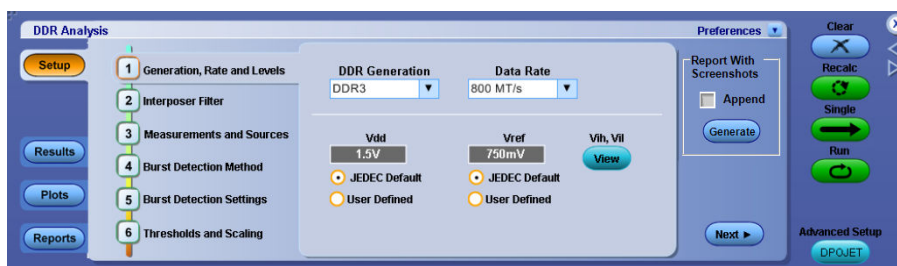 DDR Analysis
Preferences
Clear
Setup
1 Generation, Rate and Levels
DDR Generation
Data Rate
DDR3
800 MT/s
Report With
Screenshots
Append
Generate
Recalc
2 Interposer Filter
Single
3 Measurements and Sources
Vdd
Vref
Vih, Vil
1.5V
750mV
View
Results
Run
4 Burst Detection Method
JEDEC Default
JEDEC Default
Plots
5 Burst Detection Settings
User Defined
User Defined
Reports
6 Thresholds and Scaling
Next ►
Advanced Setup
DPOJET